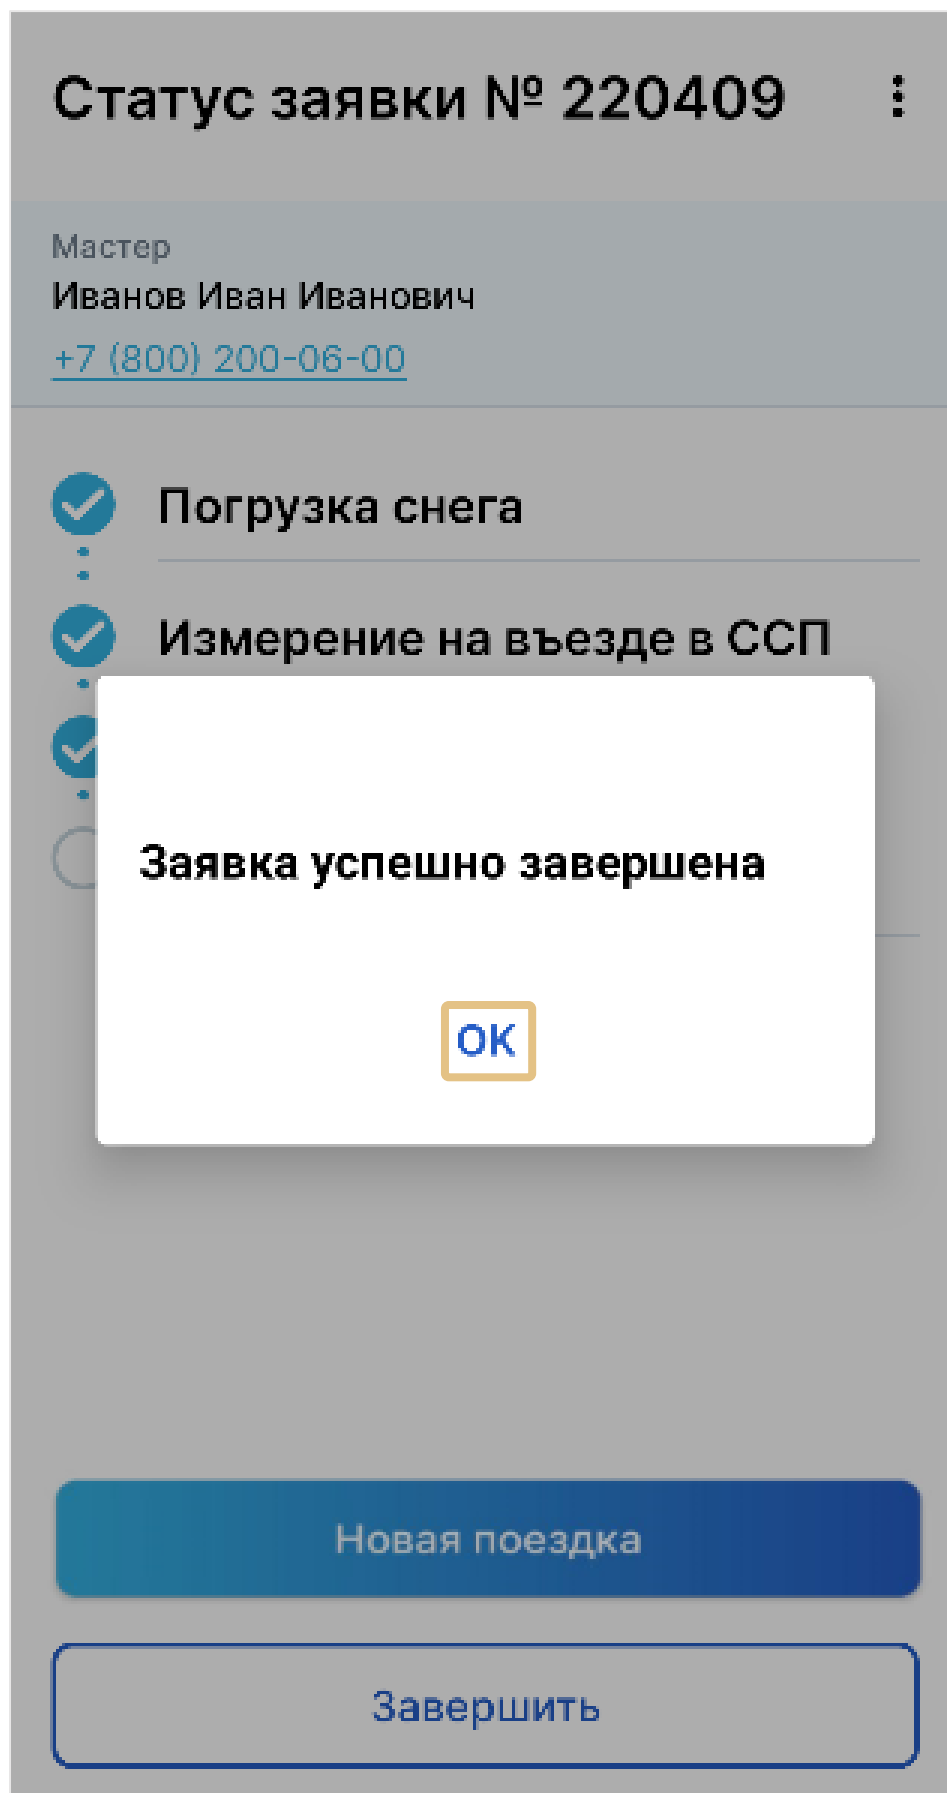 Статус заявки № 220409
Мастер
Иванов Иван Иванович
+7 (800) 200-06-00
Погрузка снега
Измерение на въезде в ССП
Заявка успешно завершена
ОК
Новая поездка
Завершить